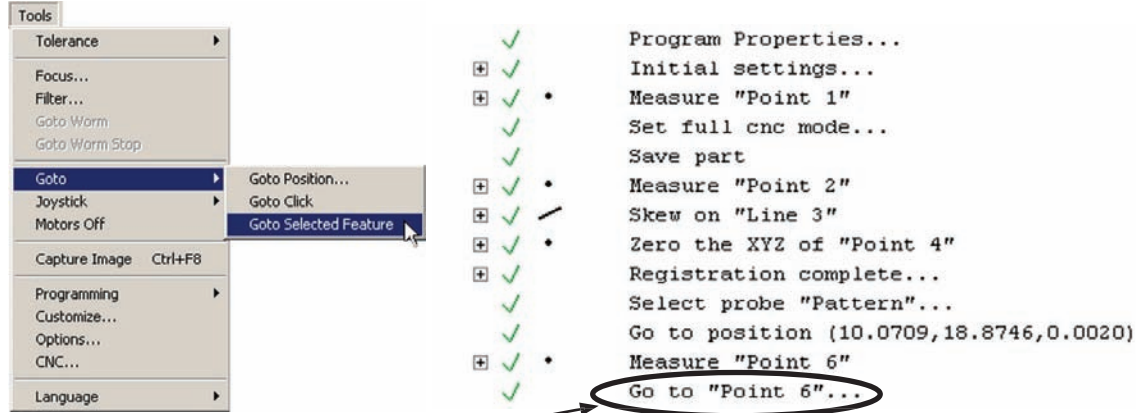 Tools
Tolerance
Focus...
Filter...
Goto Worm
Goto Worm Stop
Goto
Joystick
Motors Off
Capture Image Ctrl+F8
Programming
Customize...
Options...
CNC...
Language
Goto Position...
Goto Click
Goto Selected Feature
Program Properties...
Initial settings...
Measure "Point 1"
Set full cnc mode...
Save part
Measure "Point 2"
Skew on "Line 3"
Zero the XYZ of "Point 4"
Registration complete...
Select probe "Pattern"...
Go to position (10.0709,18.8746,0.0020)
Measure "Point 6"
Go to "Point 6"...